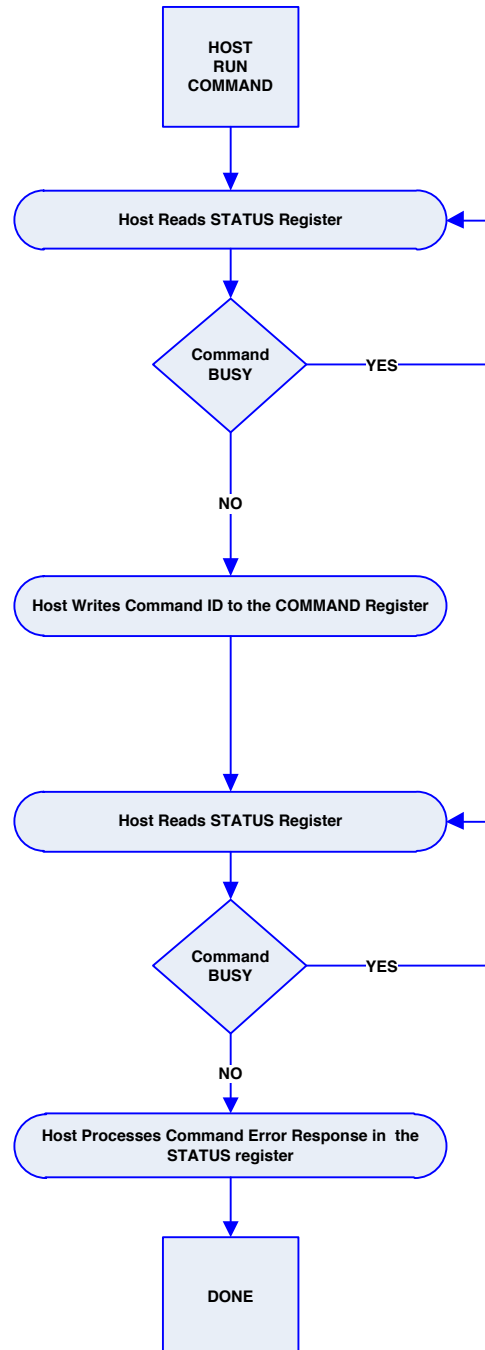 HOST
RUN
COMMAND
Host Reads STATUS Register
Command
BUSY
YES
NO
Host Writes Command ID to the COMMAND Register
Host Reads STATUS Register
Command
BUSY
YES
NO
Host Processes Command Error Response in  the
STATUS register
DONE